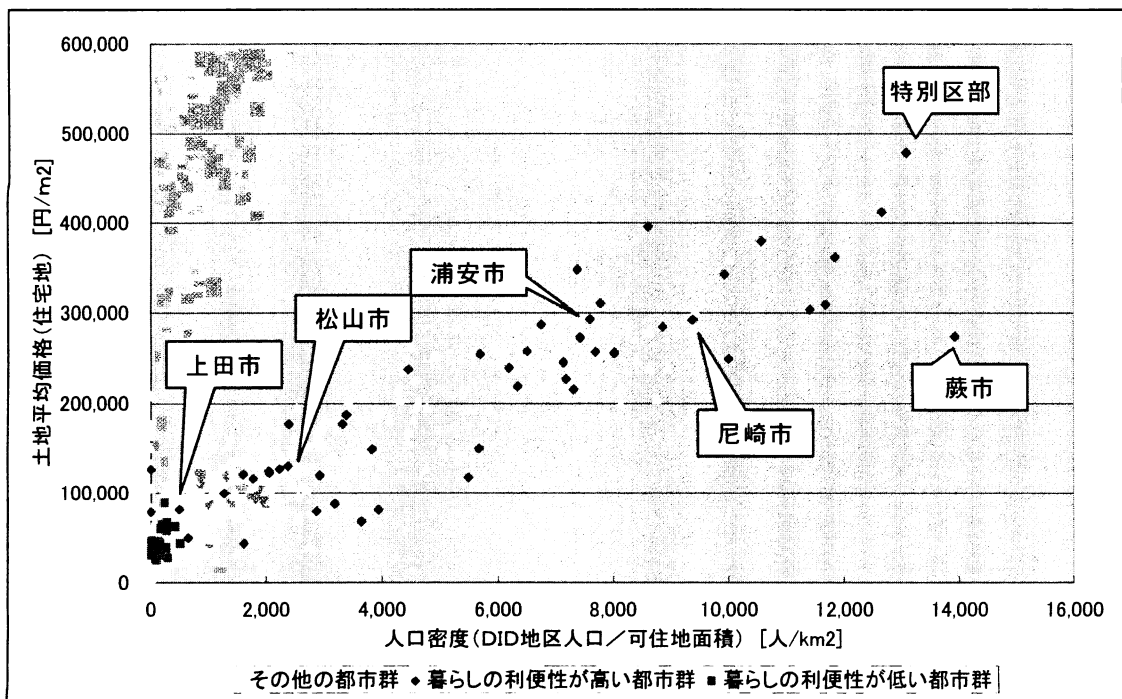 土地平均価格(住宅地) [円/m2]
600,000
500,000
400,000
300,000
200,000
100,000
0
特別区部
浦安市
松山市
上田市
蕨市
尼崎市
0 2,000 4,000 6,000 8,000 10,000 12,000 14,000 16,000
人口密度(DID地区人口/可住地面積) [人/km2]
その他の都市群 ◆ 暮らしの利便性が高い都市群 ■ 暮らしの利便性が低い都市群